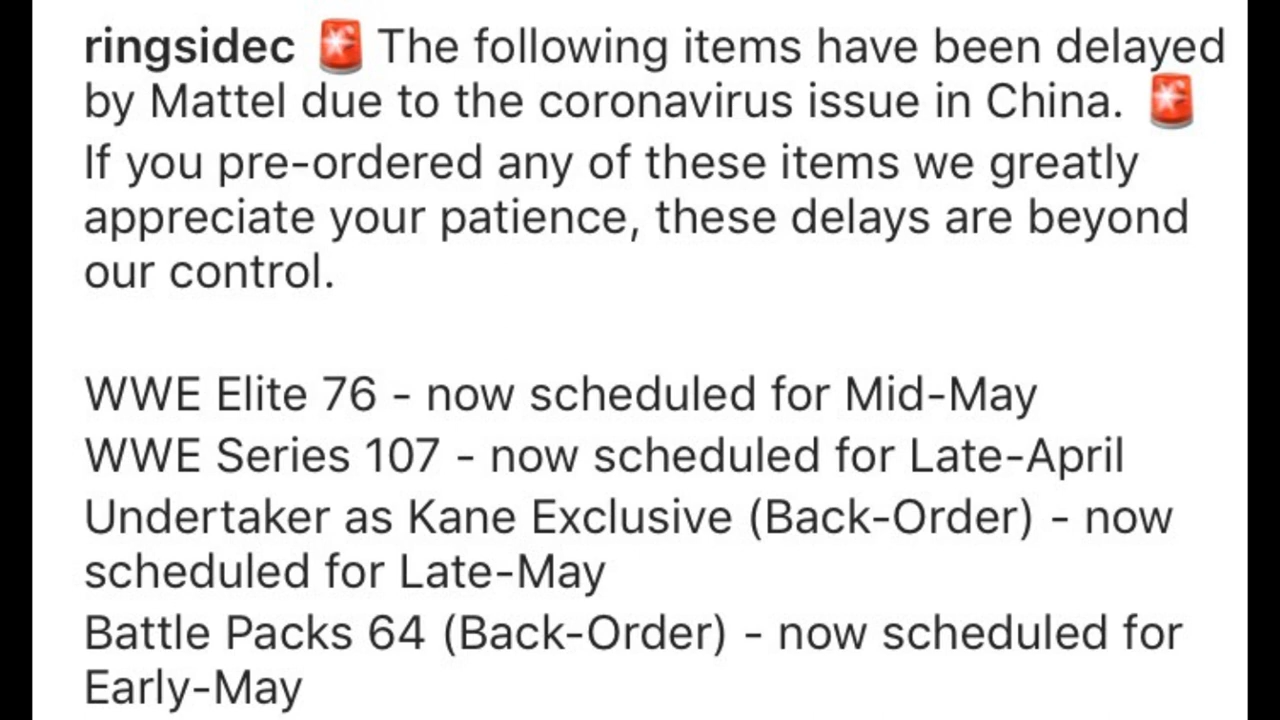 ringsidec 🚨 The following items have been delayed
by Mattel due to the coronavirus issue in China. 🚨
If you pre-ordered any of these items we greatly
appreciate your patience, these delays are beyond
our control.
WWE Elite 76 - now scheduled for Mid-May
WWE Series 107 - now scheduled for Late-April
Undertaker as Kane Exclusive (Back-Order) - now
scheduled for Late-May
Battle Packs 64 (Back-Order) - now scheduled for
Early-May